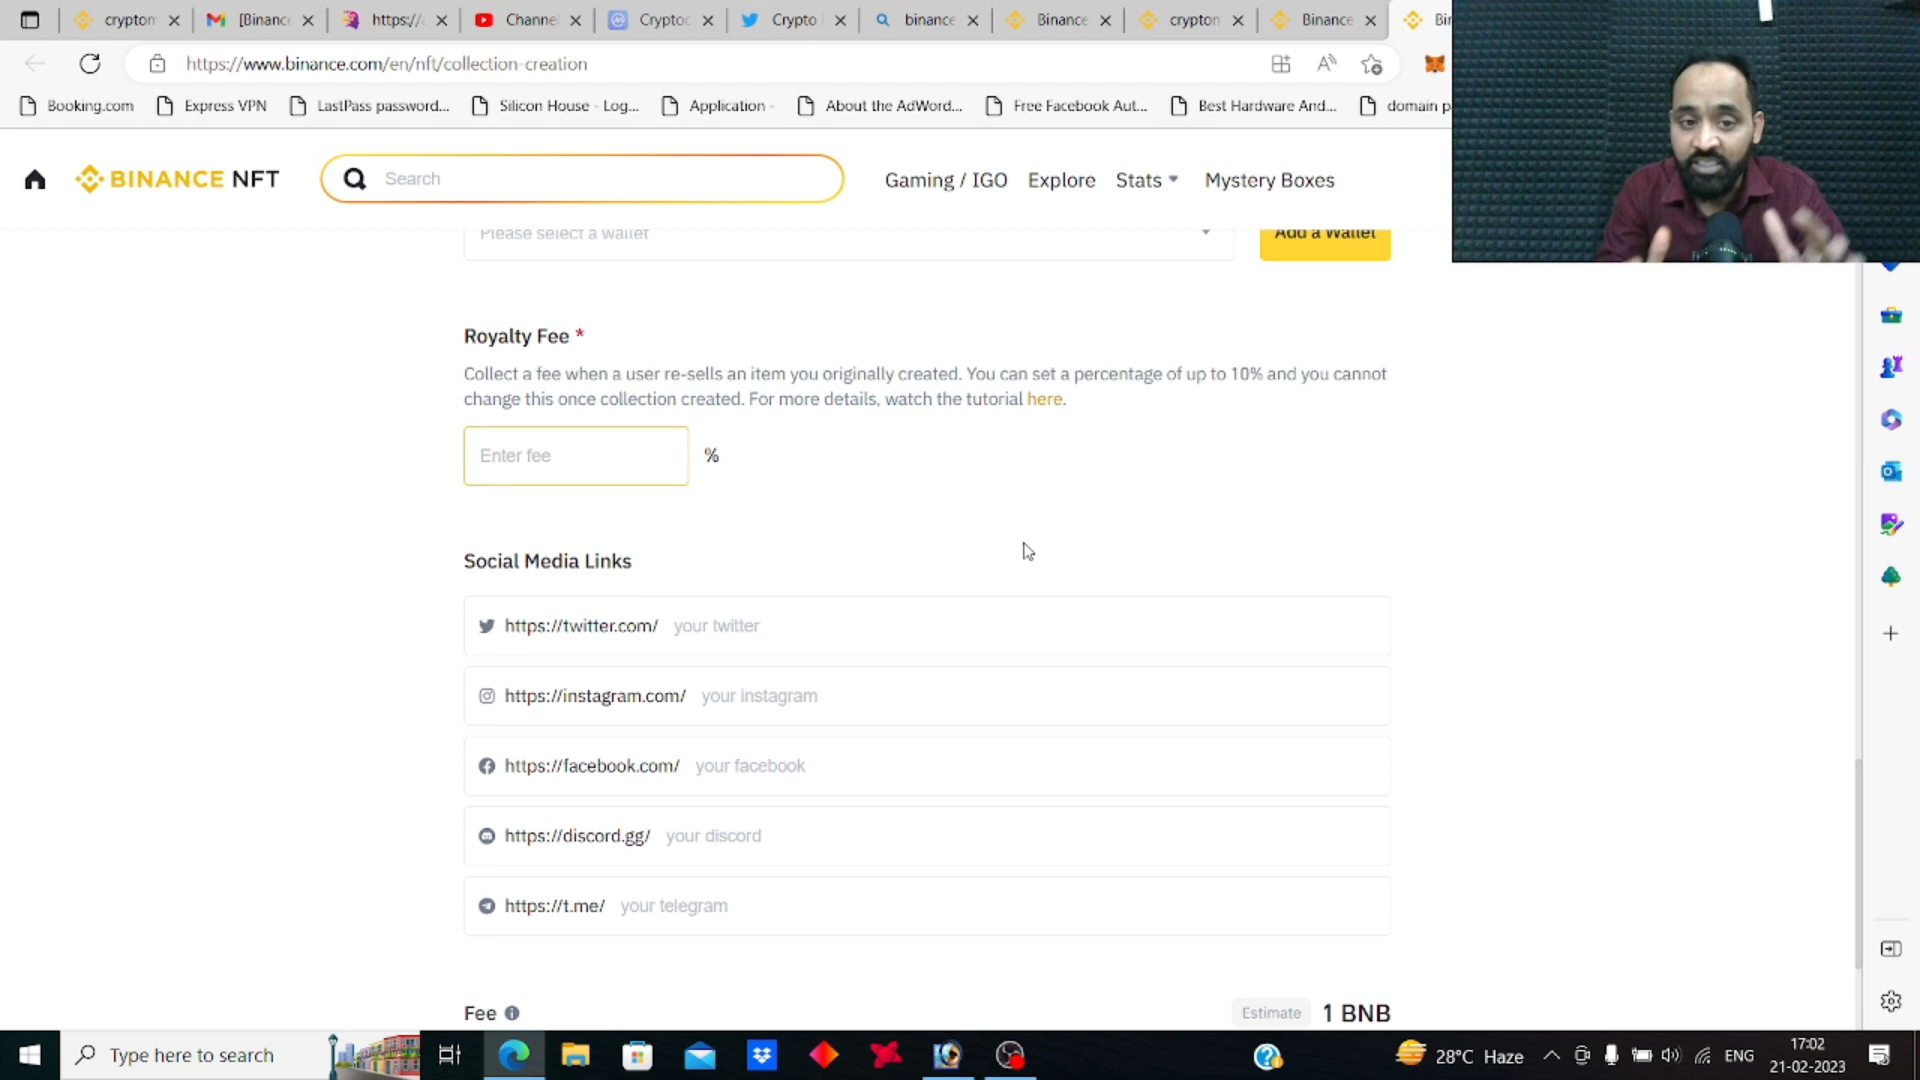 cryptom
[Binanc
https://
Channe
Cryptoc
Crypto
binance
Binance
cryptom
Binance
Bi
https://www.binance.com/en/nft/collection-creation
Booking.com
Express VPN
LastPass password...
Silicon House - Log...
Application -
About the AdWord...
Free Facebook Aut...
Best Hardware And...
domain p
BINANCE NFT
Search
Gaming / IGO
Explore
Stats
Mystery Boxes
Please select a wallet
Add a Wallet
Royalty Fee *
Collect a fee when a user re-sells an item you originally created. You can set a percentage of up to 10% and you cannot
change this once collection created. For more details, watch the tutorial here.
Enter fee
%
Social Media Links
https://twitter.com/ your twitter
https://instagram.com/ your instagram
https://facebook.com/ your facebook
https://discord.gg/ your discord
https://t.me/ your telegram
Fee
Estimate 1 BNB
Type here to search
28°C Haze
ENG
17:02
21-02-2023